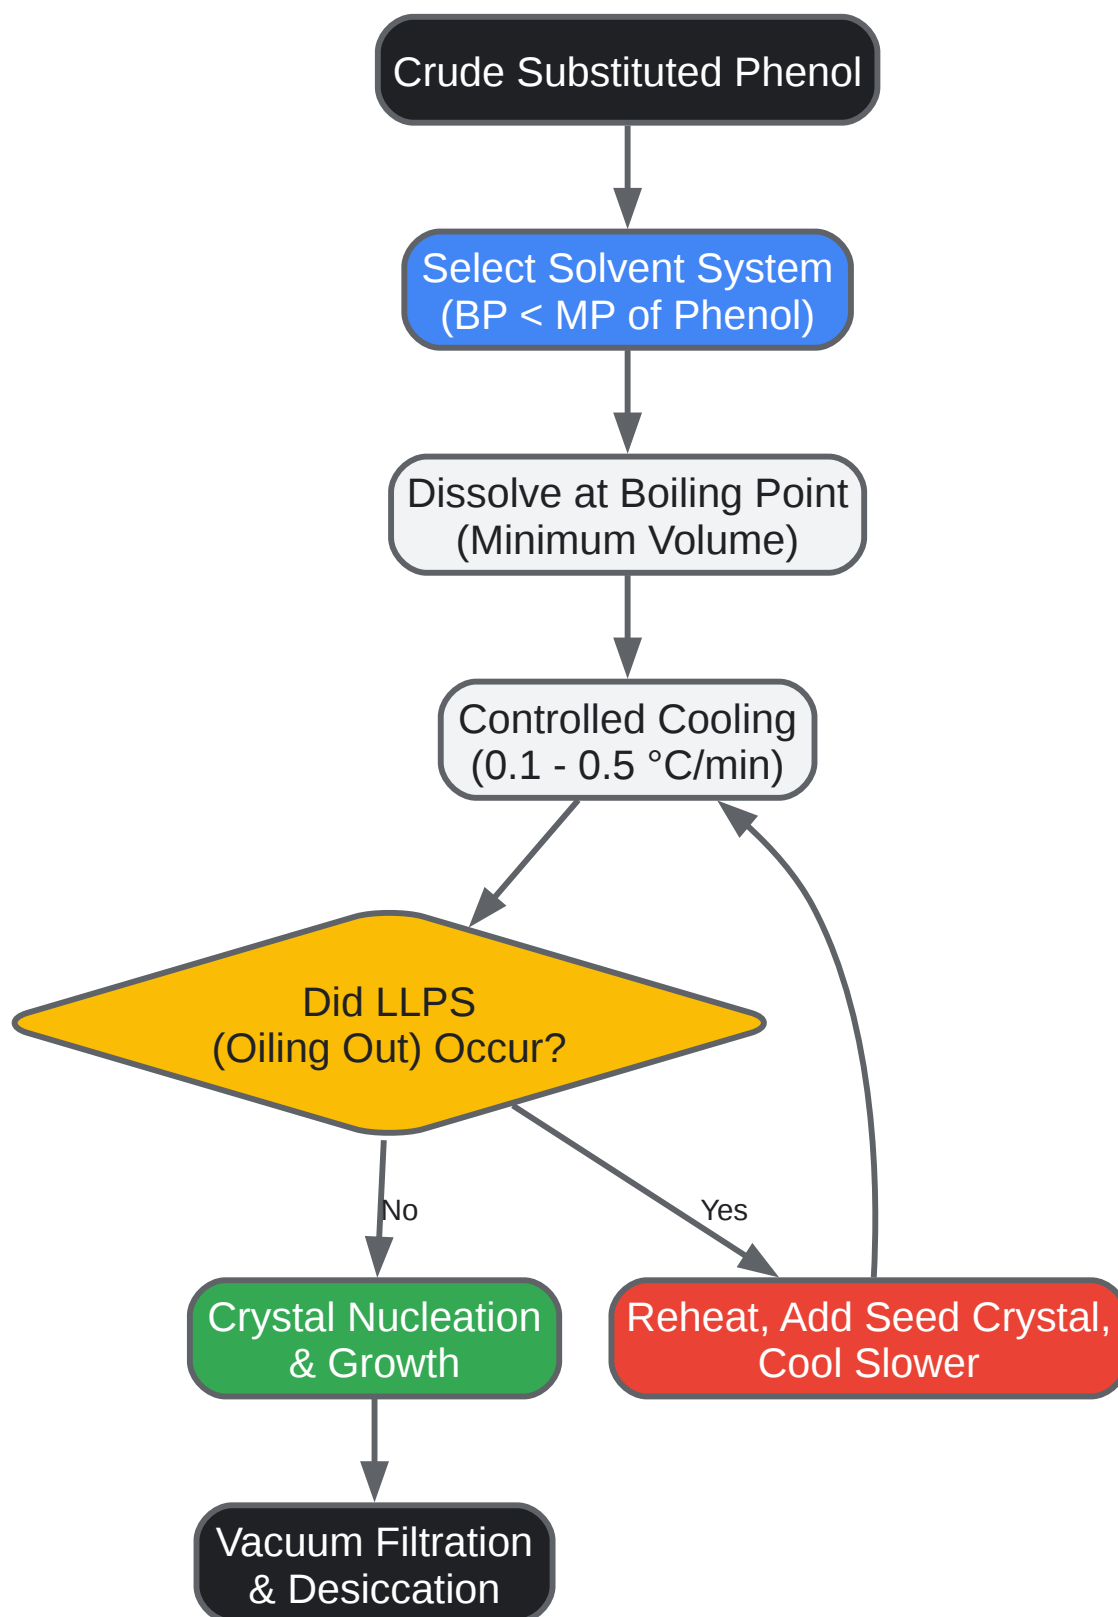 Crude Substituted Phenol
Select Solvent System
(BP < MP of Phenol)
Dissolve at Boiling Point
(Minimum Volume)
Controlled Cooling
(0.1 - 0.5 °C/min)
Did LLPS
(Oiling Out) Occur?
No
Yes
Crystal Nucleation
& Growth
Reheat, Add Seed Crystal,
Cool Slower
Vacuum Filtration
& Desiccation